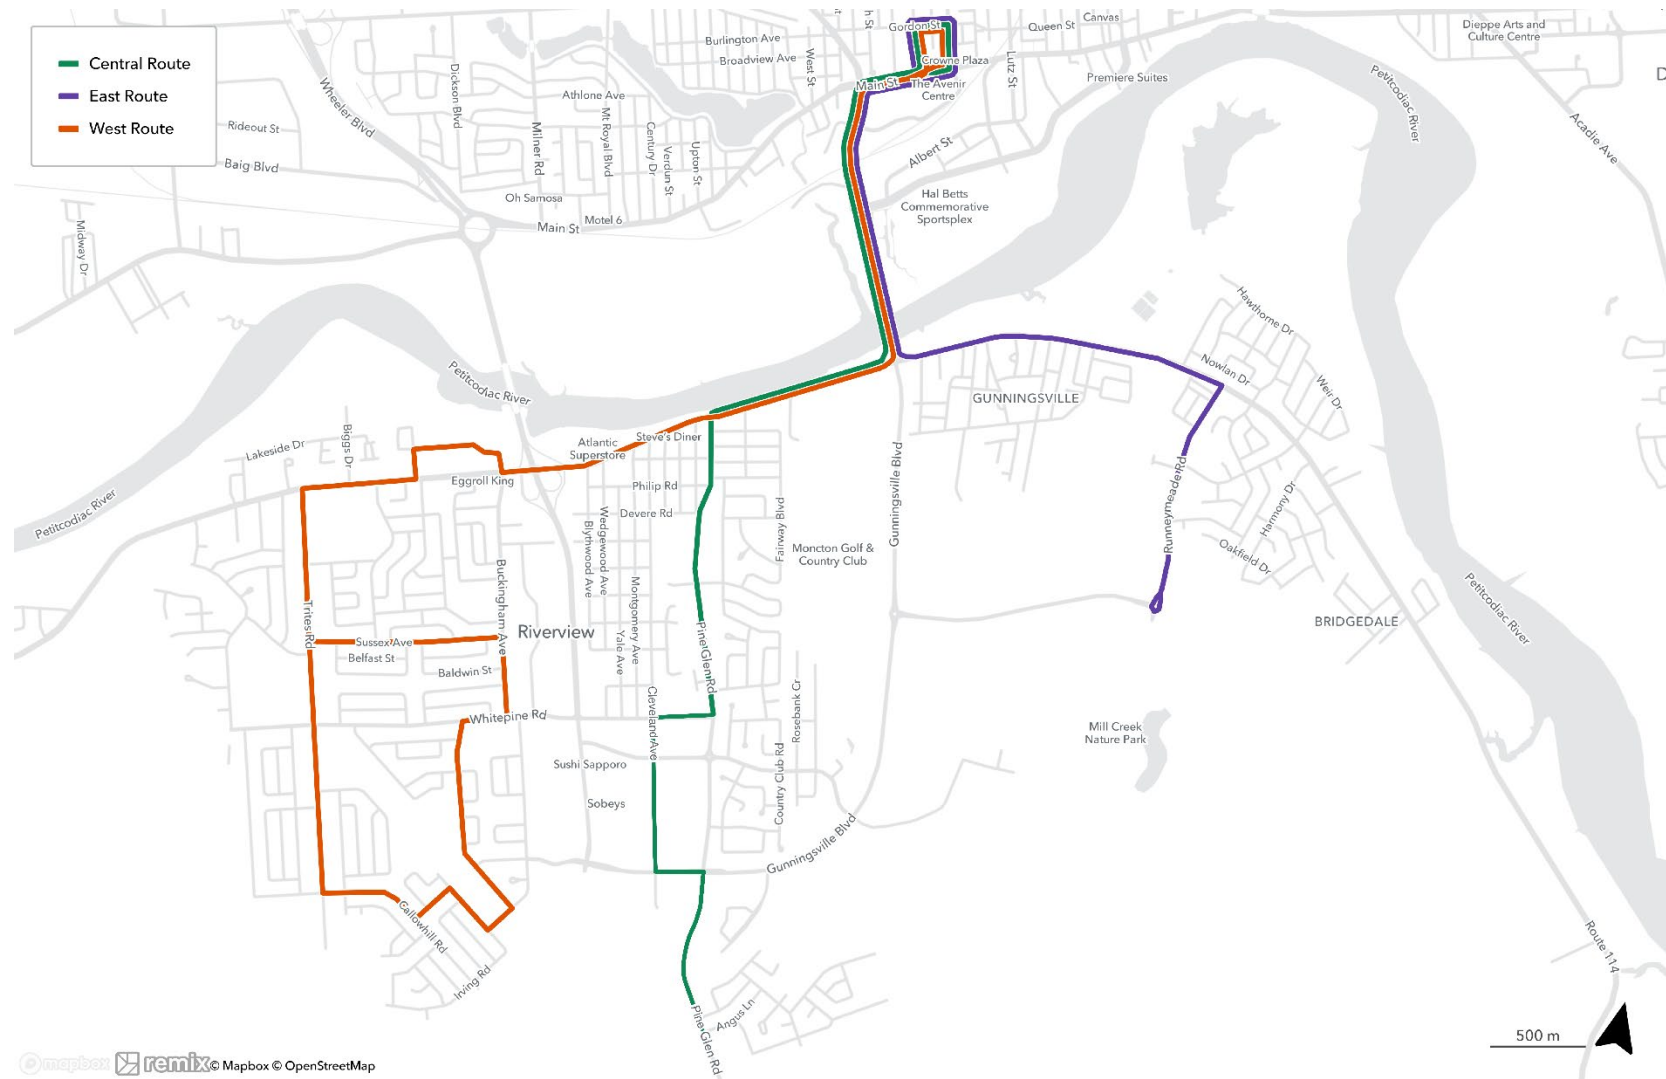 Central Route
East Route
West Route
Gordon St
Queen St
Canvas
Dieppe Arts and
Culture Centre
Burlington Ave
Broadview Ave
West St
Crowne Plaza
Lutz St
Main St
The Avenir
Centre
Premiere Suites
Petitcodiac River
Acadie Ave
Wheeler Blvd
Dickson Blvd
Athlone Ave
Mt Royal Blvd
Milner Rd
Century Dr
Verdun St
Upton St
Rideout St
Baig Blvd
Albert St
Oh Samosa
Motel 6
Main St
Hal Betts
Commemorative
Sportsplex
Midway Dr
Hawthorne Dr
Nowlan Dr
Weir Dr
Petitcodiac River
GUNNINGSVILLE
Lakeside Dr
Biggs Dr
Atlantic
Superstore
Steve's Diner
Eggroll King
Philip Rd
Devere Rd
Petitcodiac River
Gunningsville Blvd
Runneymeade Rd
Harmony Dr
Oakfield Dr
Wedgewood Ave
Blythwood Ave
Fairway Blvd
Moncton Golf &
Country Club
Buckingham Ave
Montgomery Ave
Yale Ave
Trites Rd
Riverview
Sussex Ave
Belfast St
Baldwin St
Pine Glen Rd
BRIDGEDALE
Petitcodiac River
Cleveland Ave
Rosebank Cr
Whitepine Rd
Mill Creek
Nature Park
Country Club Rd
Sushi Sapporo
Sobeys
Gunningsville Blvd
Callowhill Rd
Irving Rd
Route 114
Angus Ln
Pine Glen Rd
500 m
mapbox
remix
© Mapbox © OpenStreetMap